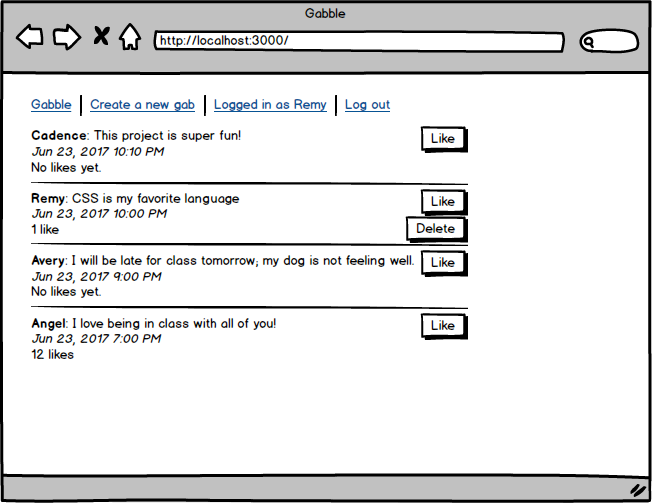 Gabble
http://localhost:3000/
Gabble | Create a new gab | Logged in as Remy | Log out
Cadence: This project is super fun! Like
Jun 23, 2017 10:10 PM
No likes yet.
Remy: CSS is my favorite language Like
Jun 23, 2017 10:00 PM
1 like Delete
Avery: I will be late for class tomorrow; my dog is not feeling well. Like
Jun 23, 2017 9:00 PM
No likes yet.
Angel: I love being in class with all of you! Like
Jun 23, 2017 7:00 PM
12 likes